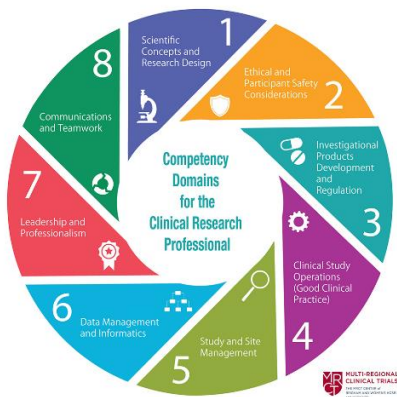 Competency
Domains
for the
Clinical Research
Professional
1
Scientific
Concepts and
Research Design
2
Ethical and
Participant Safety
Considerations
3
Investigational
Products
Development
and
Regulation
4
Clinical Study
Operations
(Good Clinical
Practice)
5
Study and Site
Management
6
Data Management
and Informatics
7
Leadership and
Professionalism
8
Communications
and Teamwork
MRCT
MULTI-REGIONAL
CLINICAL TRIALS